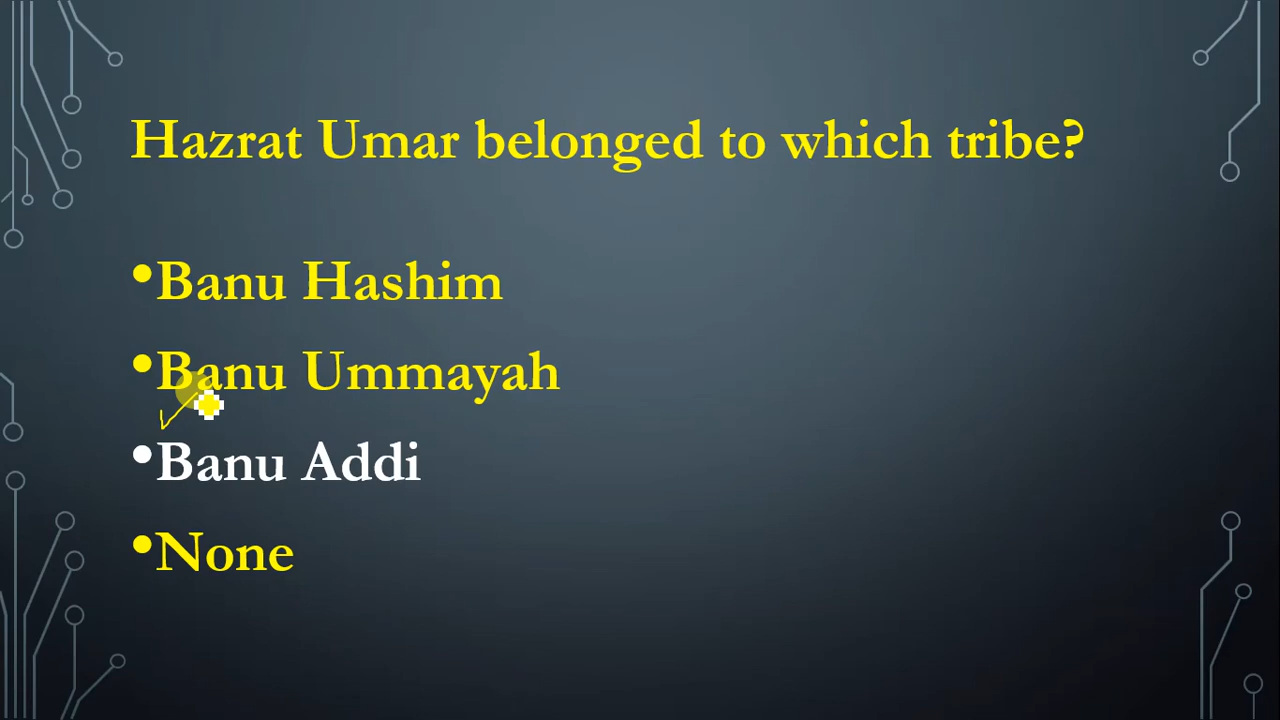 Hazrat Umar belonged to which tribe?
•Banu Hashim
•Banu Ummayah
•Banu Addi
•None